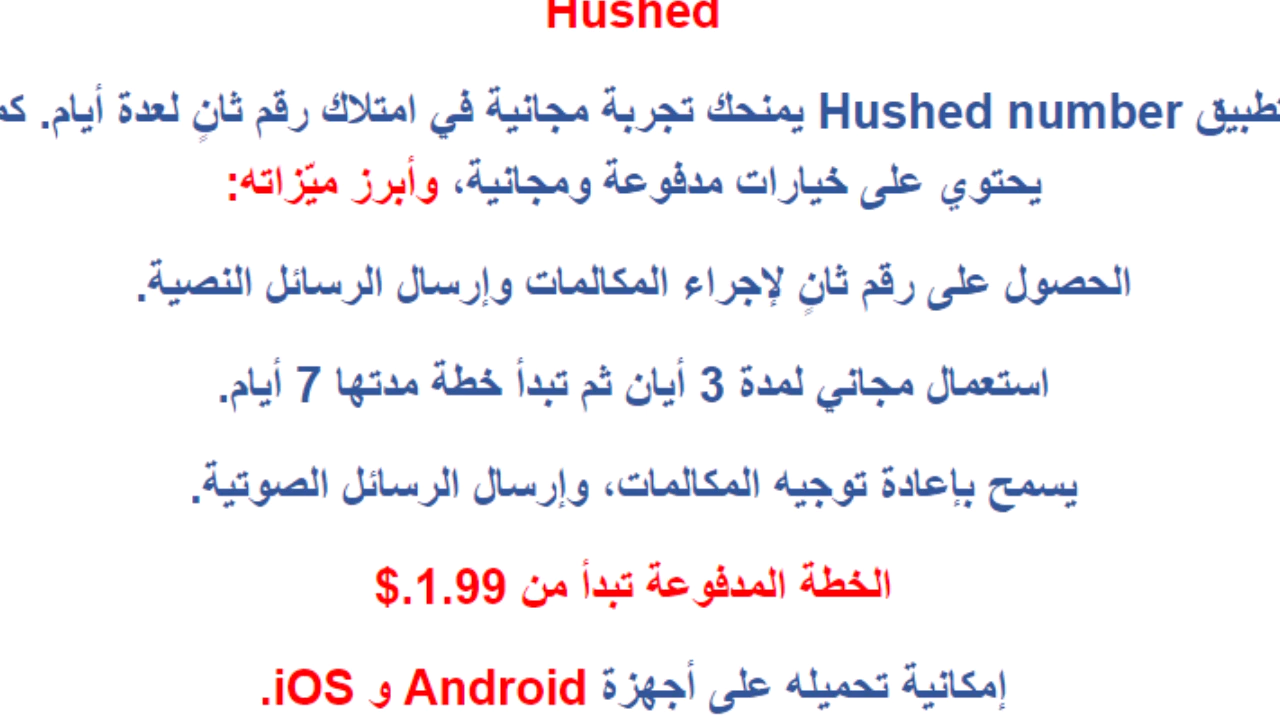 Hushed
تطبيق Hushed number يمنحك تجربة مجانية في امتلاك رقم ثانٍ لعدة أيام. كم
يحتوي على خيارات مدفوعة ومجانية، وأبرز ميّزاته:
الحصول على رقم ثانٍ لإجراء المكالمات وإرسال الرسائل النصية.
استعمال مجاني لمدة 3 أيان ثم تبدأ خطة مدتها 7 أيام.
يسمح بإعادة توجيه المكالمات، وإرسال الرسائل الصوتية.
الخطة المدفوعة تبدأ من 1.99.$
إمكانية تحميله على أجهزة Android و iOS.